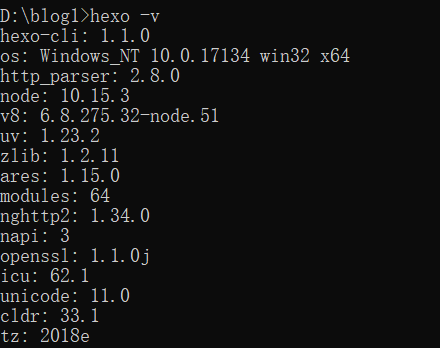 D:\blog1>hexo -v
hexo-cli: 1.1.0
os: Windows_NT 10.0.17134 win32 x64
http_parser: 2.8.0
node: 10.15.3
v8: 6.8.275.32-node.51
uv: 1.23.2
zlib: 1.2.11
ares: 1.15.0
modules: 64
nghttp2: 1.34.0
napi: 3
openssl: 1.1.0j
icu: 62.1
unicode: 11.0
cldr: 33.1
tz: 2018e